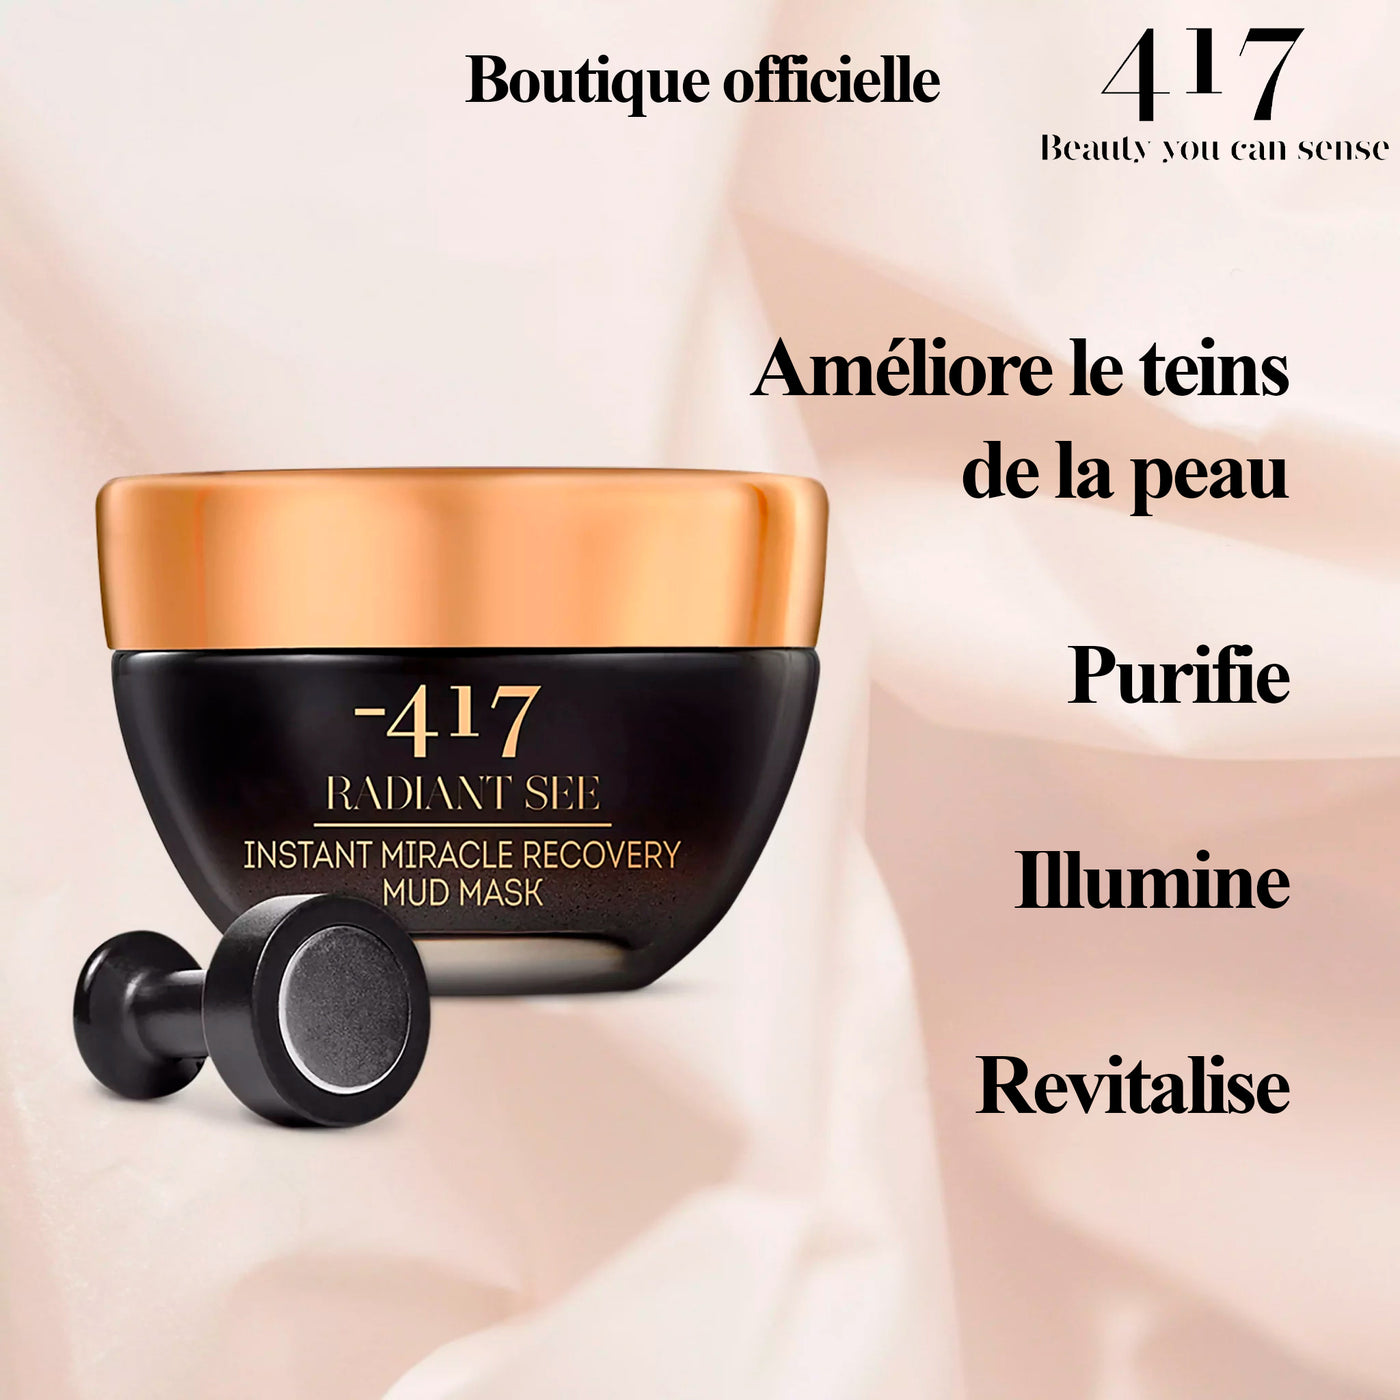 Boutique officielle
417
Beauty you can sense
Améliore le teins
de la peau
Purifie
Illumine
Revitalise
-417
RADIANT SEE
INSTANT MIRACLE RECOVERY
MUD MASK